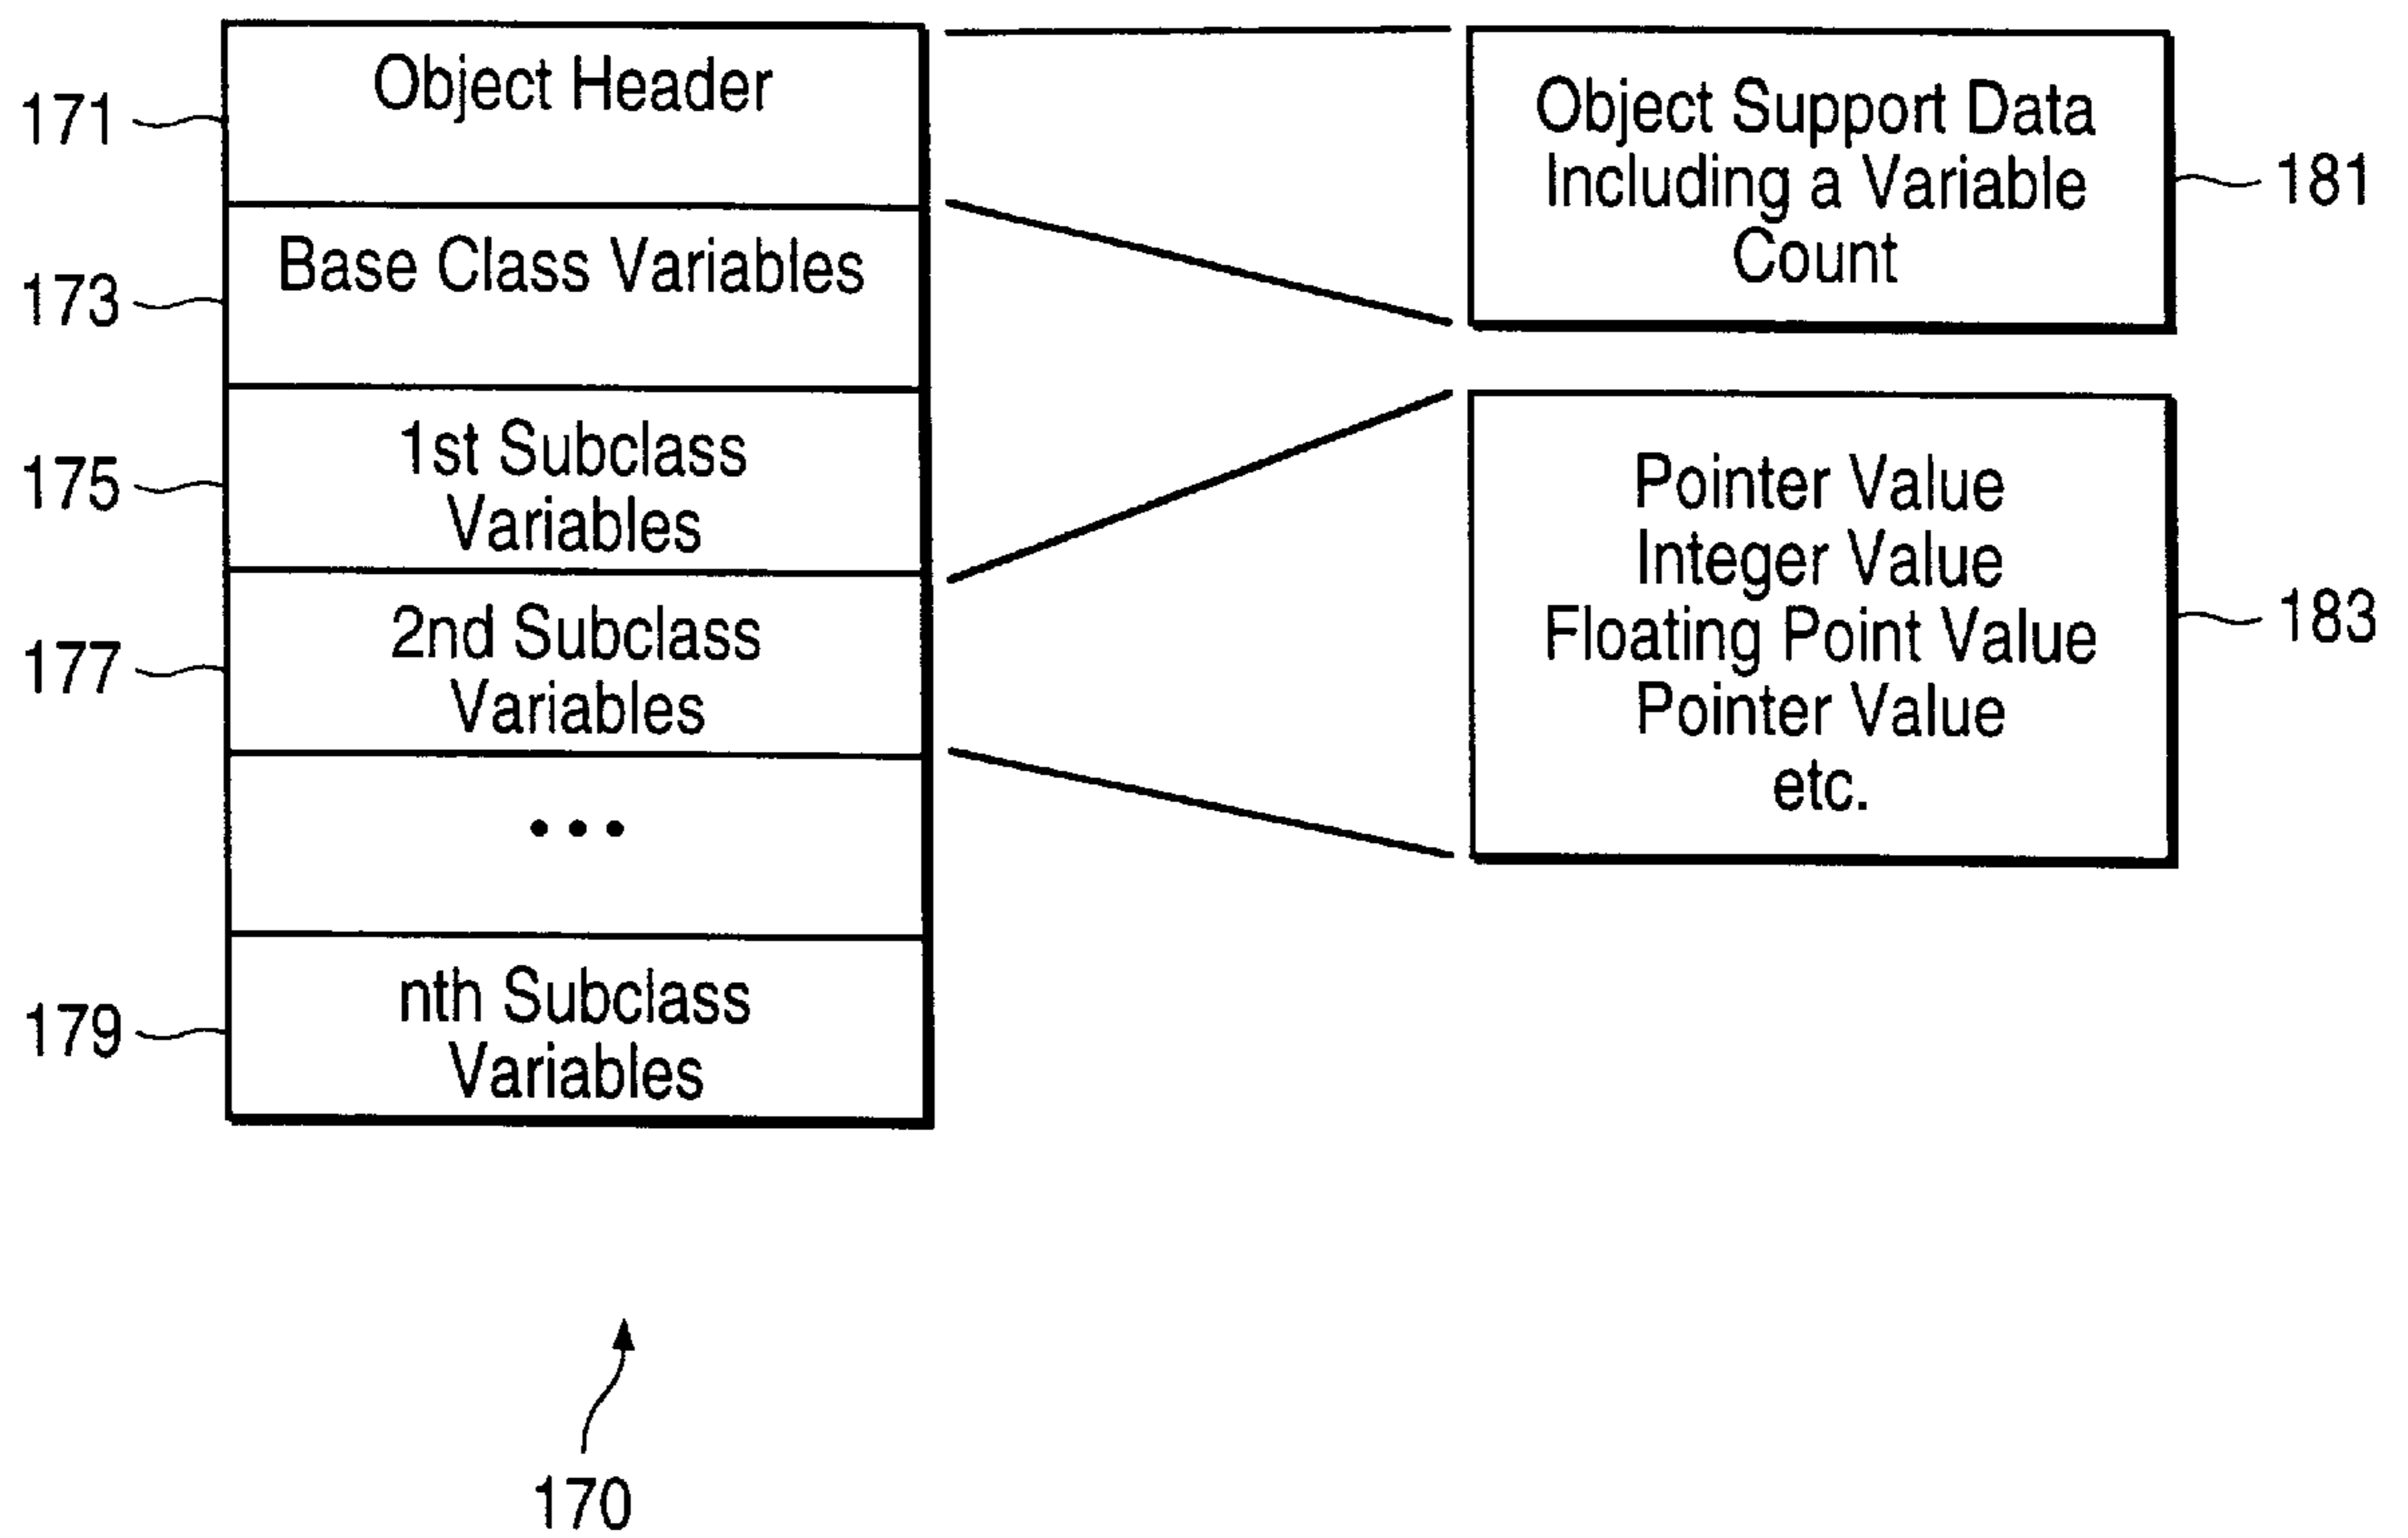 171
Object Header
173
Base Class Variables
175
1st Subclass
Variables
177
2nd Subclass
Variables
• • •
179
nth Subclass
Variables
Object Support Data
Including a Variable
Count
181
Pointer Value
Integer Value
Floating Point Value
Pointer Value
etc.
183
170